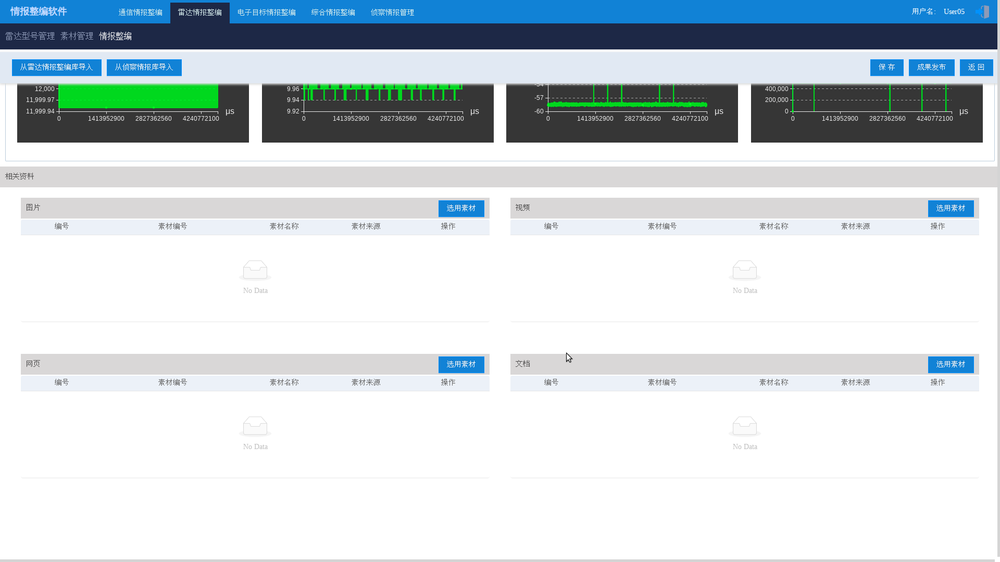 情报整编软件 通信情报整编 雷达情报整编 电子目标情报整编 综合情报整编 侦察情报管理 用户名： User05
雷达型号管理 素材管理 情报整编
从雷达情报整编库导入 从侦察情报库导入 保 存 成果发布 返 回
12,000
11,999.97
11,999.94
μs
0 1413952900 2827362560 4240772100
9.96
9.94
9.92
μs
0 1413952900 2827362560 4240772100
-54
-57
-60
μs
0 1413952900 2827362560 4240772100
400,000
200,000
0
μs
0 1413952900 2827362560 4240772100
相关资料
图片 选用素材
编号 素材编号 素材名称 素材来源 操作
No Data
视频 选用素材
编号 素材编号 素材名称 素材来源 操作
No Data
网页 选用素材
编号 素材编号 素材名称 素材来源 操作
No Data
文档 选用素材
编号 素材编号 素材名称 素材来源 操作
No Data